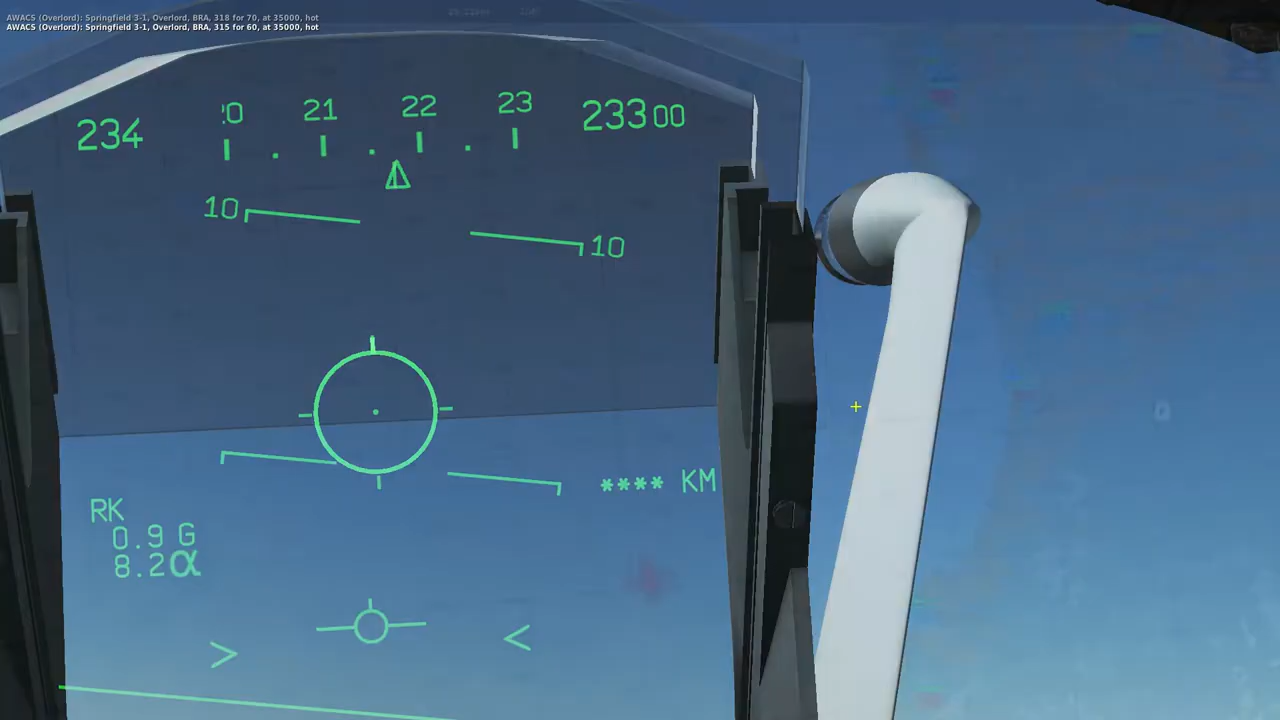 AWACS (Overlord): Springfield 3-1, Overlord, BRA, 318 for 70, at 35000, hot
AWACS (Overlord): Springfield 3-1, Overlord, BRA, 315 for 60, at 35000, hot
234 21 22 23 23300
10
10
**** KM
RK
0.9 G
8.2α